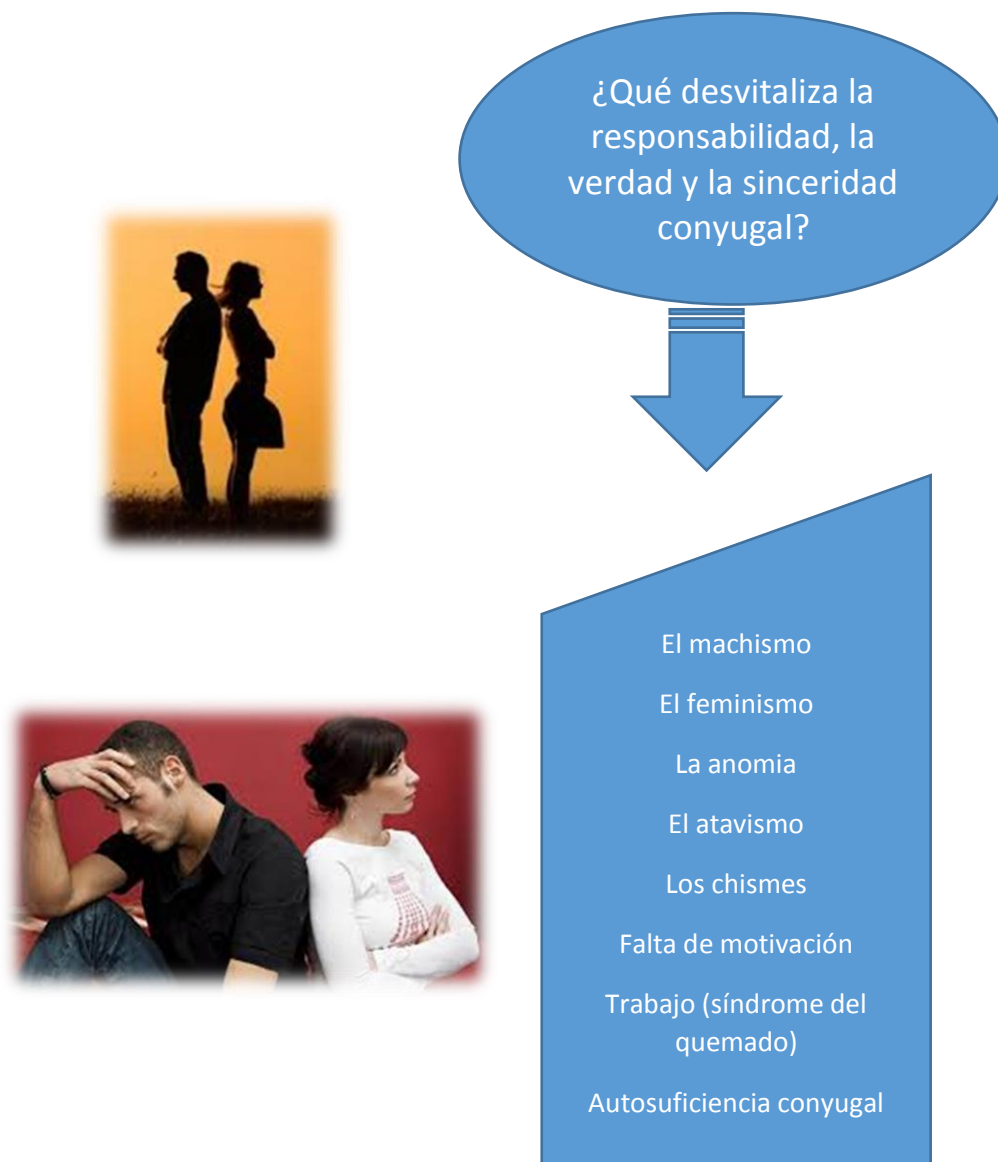 ¿Qué desvitaliza la
responsabilidad, la
verdad y la sinceridad
conyugal?
El machismo
El feminismo
La anomia
El atavismo
Los chismes
Falta de motivación
Trabajo (síndrome del
quemado)
Autosuficiencia conyugal